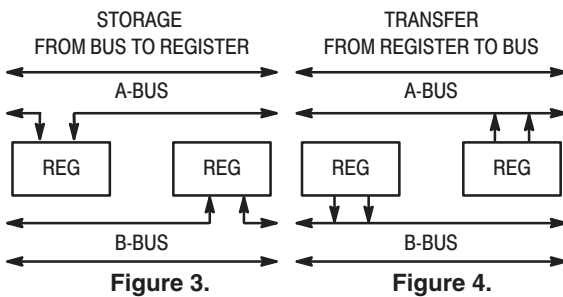 STORAGE
FROM BUS TO REGISTER
A-BUS
REG
REG
B-BUS
Figure 3.
TRANSFER
FROM REGISTER TO BUS
A-BUS
REG
REG
B-BUS
Figure 4.